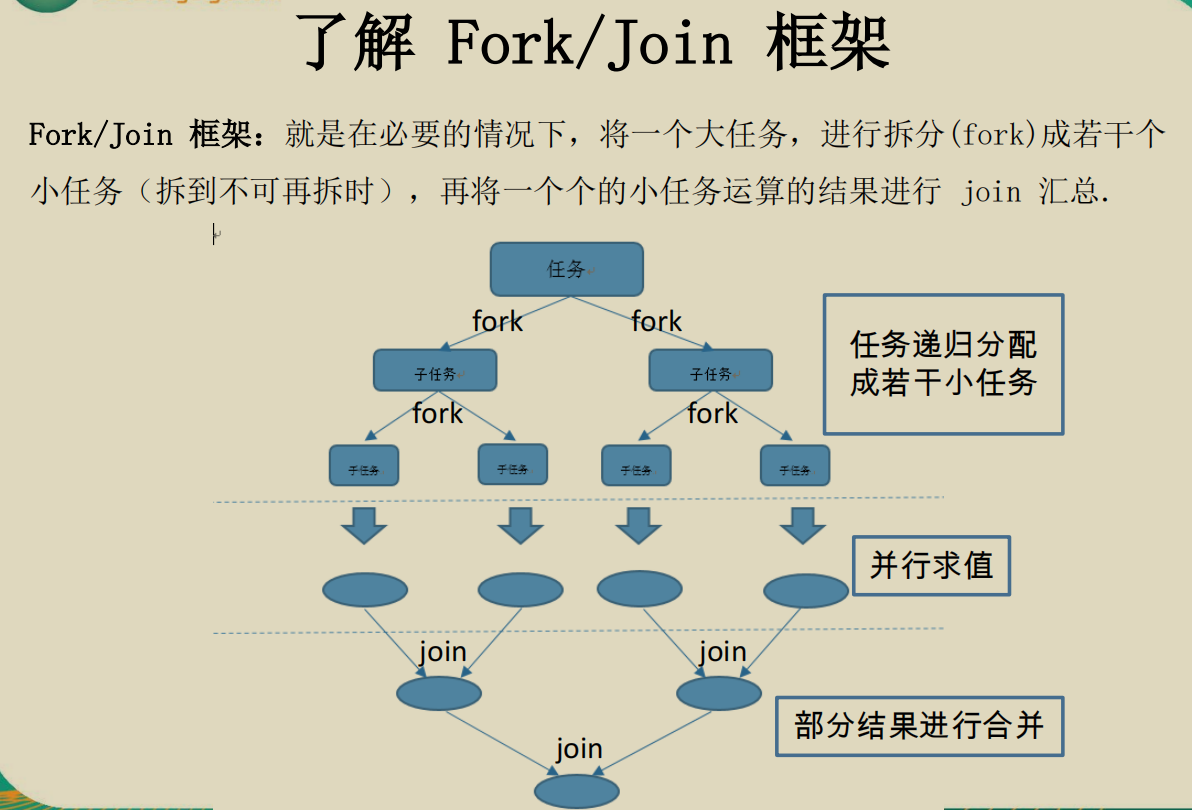 了解 Fork/Join 框架
Fork/Join 框架：就是在必要的情况下，将一个大任务，进行拆分(fork)成若干个
小任务（拆到不可再拆时），再将一个个的小任务运算的结果进行 join 汇总.
任务
fork fork
任务递归分配
成若干小任务
子任务 子任务
fork fork
子任务 子任务 子任务 子任务
并行求值
join join
部分结果进行合并
join